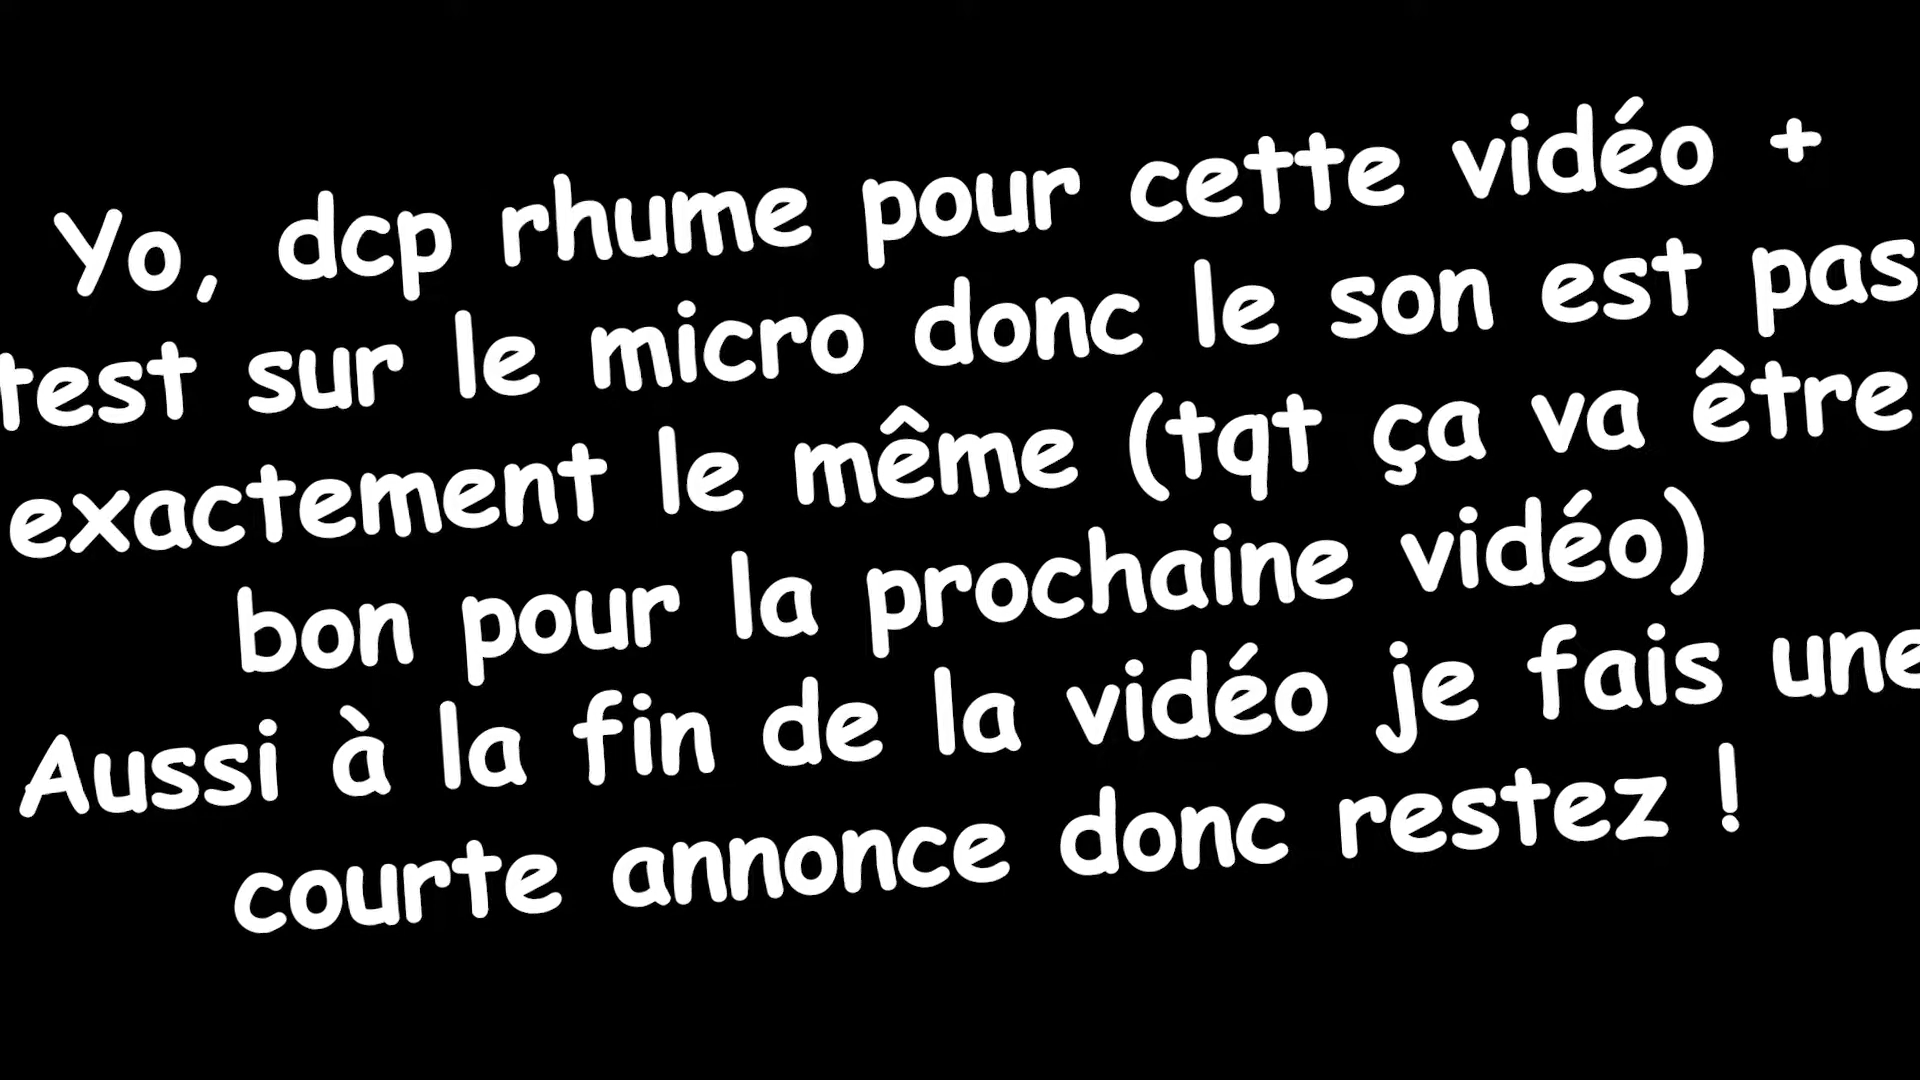 Yo, dcp rhume pour cette vidéo +
test sur le micro donc le son est pas
exactement le même (tqt ça va être
bon pour la prochaine vidéo)
Aussi à la fin de la vidéo je fais une
courte annonce donc restez !